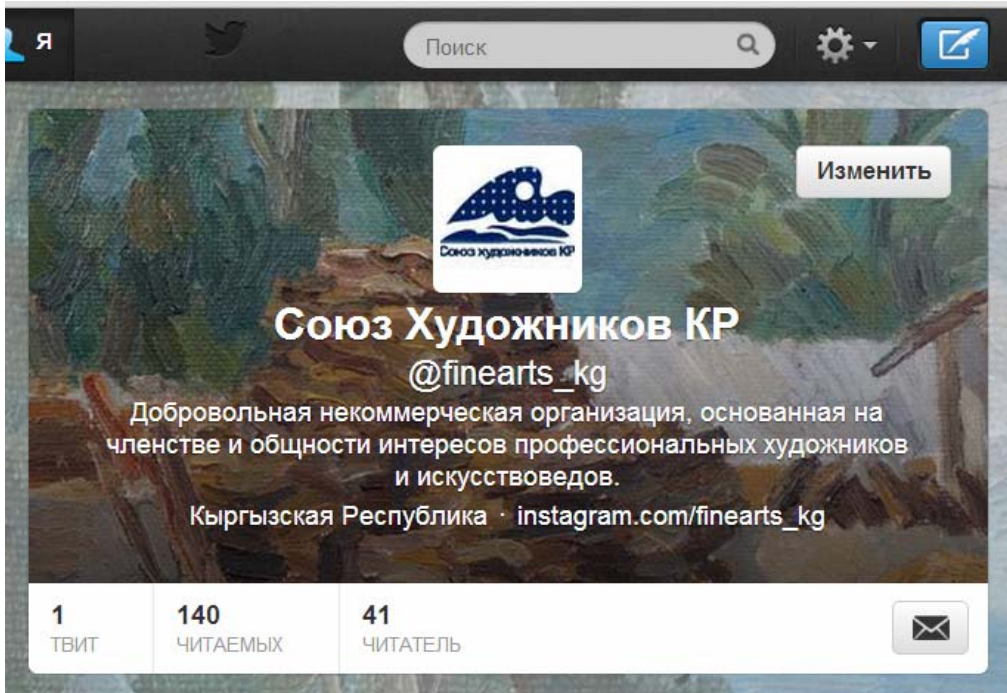 Я
Поиск
Изменить
Союз художников КР
Союз Художников КР
@finearts_kg
Добровольная некоммерческая организация, основанная на
членстве и общности интересов профессиональных художников
и искусствоведов.
Кыргызская Республика · instagram.com/finearts_kg
1
ТВИТ
140
ЧИТАЕМЫХ
41
ЧИТАТЕЛЬ